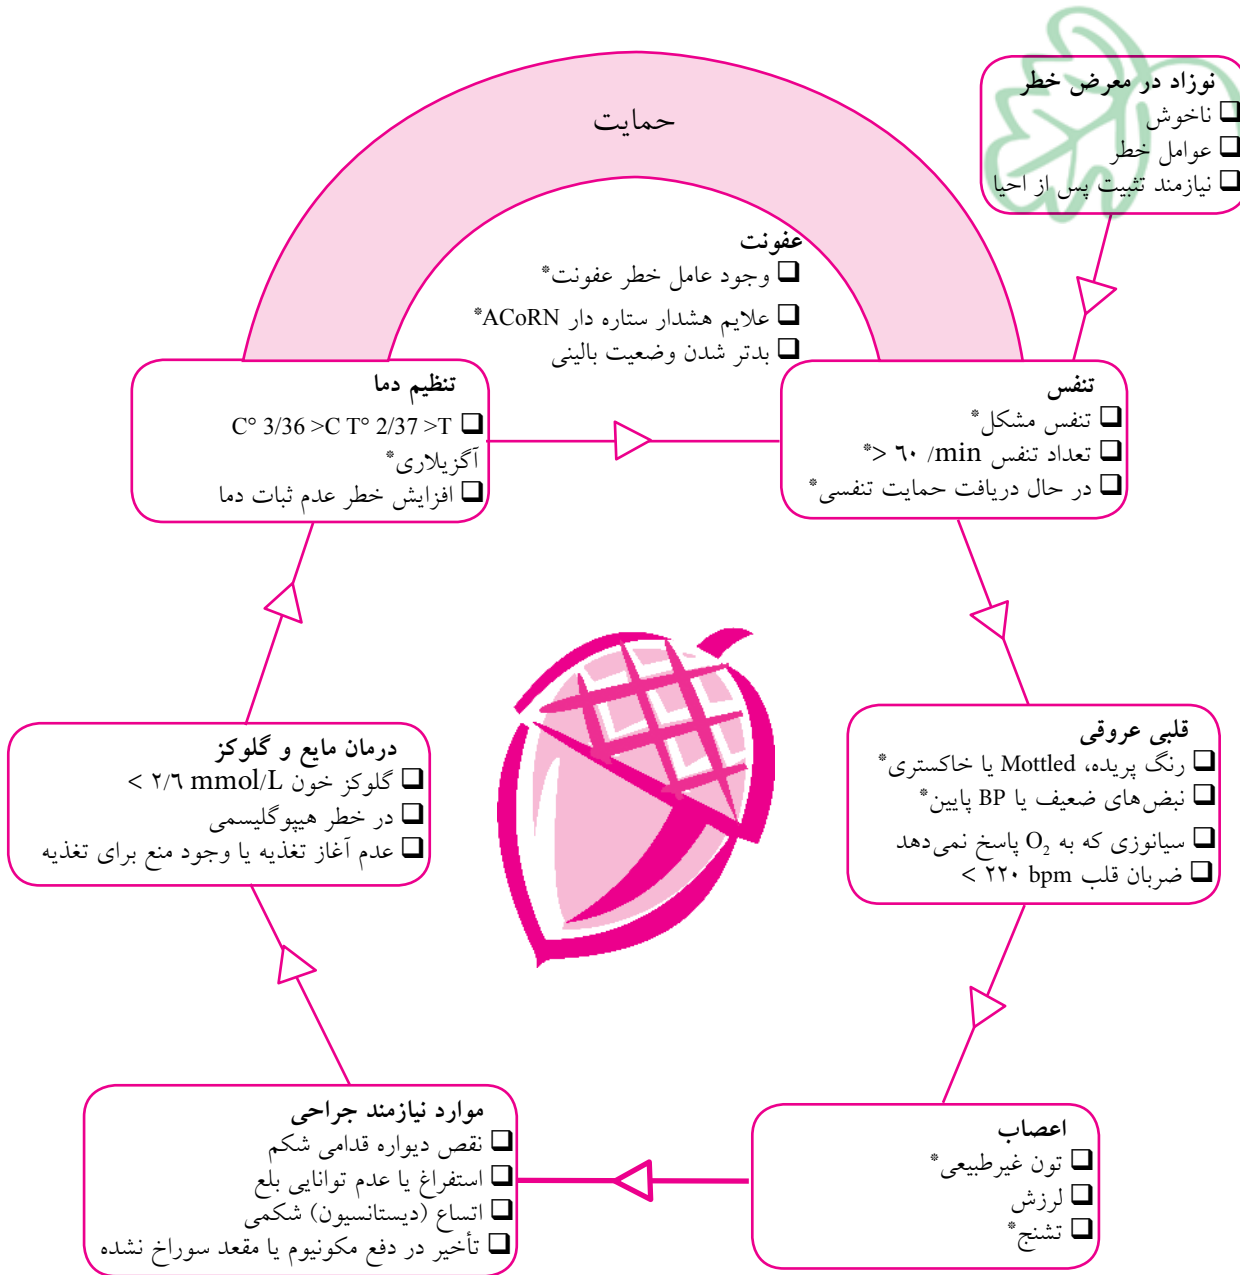 نوزاد در معرض خطر
❑ ناخوش
❑ عوامل خطر
❑ نیازمند تثبیت پس از احیا
حمایت
عفونت
❑ وجود عامل خطر عفونت*
❑ علایم هشدار ستاره دار ACoRN*
❑ بدتر شدن وضعیت بالینی
تنفس
❑ تنفس مشکل*
❑ تعداد تنفس ۶۰ /min <*
❑ در حال دریافت حمایت تنفسی*
قلبی عروقی
❑ رنگ پریده، Mottled یا خاکستری*
❑ نبض‌های ضعیف یا BP پایین*
❑ سیانوزی که به O₂ پاسخ نمی‌دهد
❑ ضربان قلب ۲۲۰ bpm <
اعصاب
❑ تون غیرطبیعی*
❑ لرزش
❑ تشنج*
موارد نیازمند جراحی
❑ نقص دیواره قدامی شکم
❑ استفراغ یا عدم توانایی بلع
❑ اتساع (دیستانسیون) شکمی
❑ تأخیر در دفع مکونیوم یا مقعد سوراخ نشده
درمان مایع و گلوکز
❑ گلوکز خون ۲/۶ mmol/L <
❑ در خطر هیپوگلیسمی
❑ عدم آغاز تغذیه یا وجود منع برای تغذیه
تنظیم دما
❑ C° 3/36 >C T° 2/37 >T
آگزیلاری*
❑ افزایش خطر عدم ثبات دما